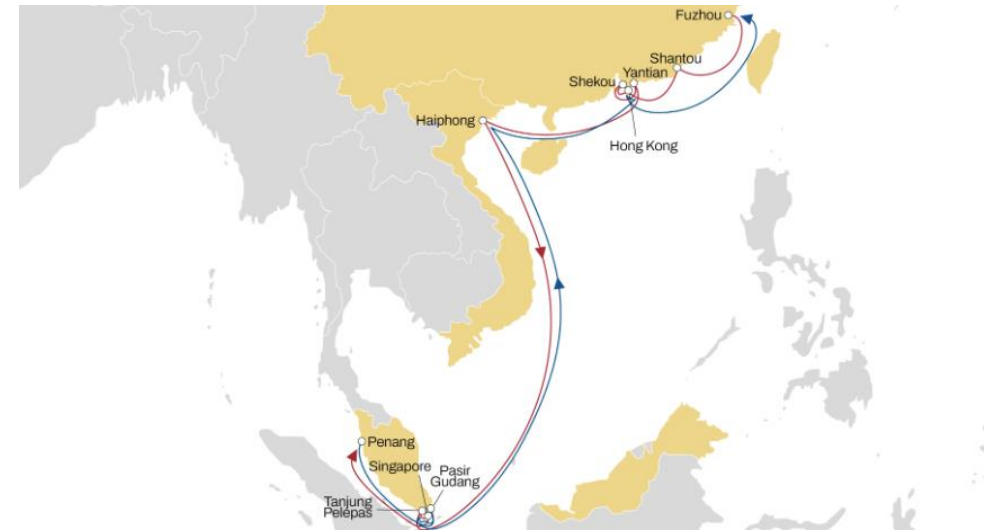 Fuzhou
Shantou
Shekou
Yantian
Haiphong
Hong Kong
Penang
Singapore
Pasir
Gudang
Tanjung
Pelepas